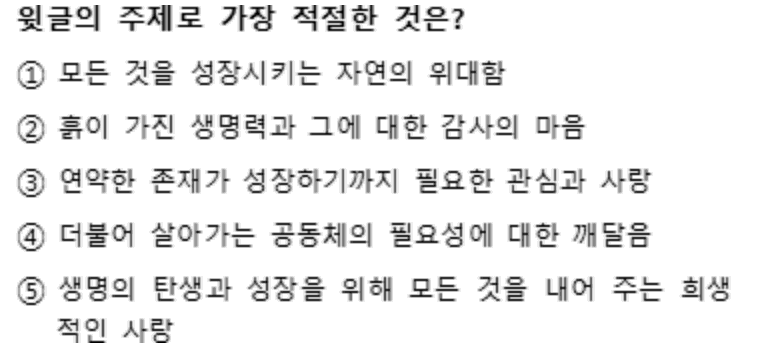 윗글의 주제로 가장 적절한 것은?
① 모든 것을 성장시키는 자연의 위대함
② 흙이 가진 생명력과 그에 대한 감사의 마음
③ 연약한 존재가 성장하기까지 필요한 관심과 사랑
④ 더불어 살아가는 공동체의 필요성에 대한 깨달음
⑤ 생명의 탄생과 성장을 위해 모든 것을 내어 주는 희생
적인 사랑